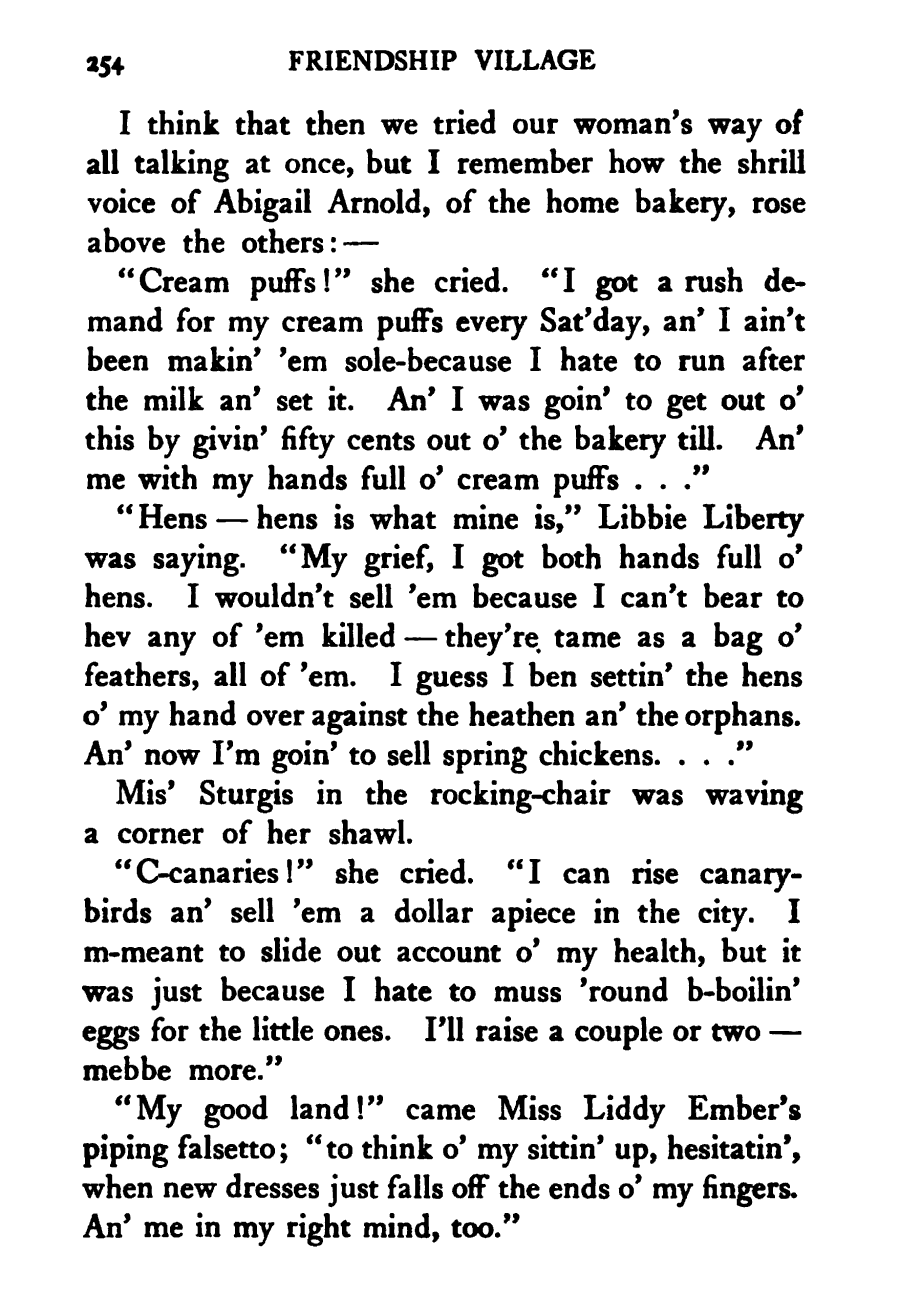 254 FRIENDSHIP VILLAGE
I think that then we tried our woman's way of
all talking at once, but I remember how the shrill
voice of Abigail Arnold, of the home bakery, rose
above the others:—
"Cream puffs!" she cried. "I got a rush de-
mand for my cream puffs every Sat'day, an' I ain't
been makin' 'em sole-because I hate to run after
the milk an' set it. An' I was goin' to get out o'
this by givin' fifty cents out o' the bakery till. An'
me with my hands full o' cream puffs . . ."
"Hens — hens is what mine is," Libbie Liberty
was saying. "My grief, I got both hands full o'
hens. I wouldn't sell 'em because I can't bear to
hev any of 'em killed — they're tame as a bag o'
feathers, all of 'em. I guess I ben settin' the hens
o' my hand over against the heathen an' the orphans.
An' now I'm goin' to sell spring chickens. . . ."
Mis' Sturgis in the rocking-chair was waving
a corner of her shawl.
"C-canaries!" she cried. "I can rise canary-
birds an' sell 'em a dollar apiece in the city. I
m-meant to slide out account o' my health, but it
was just because I hate to muss 'round b-boilin'
eggs for the little ones. I'll raise a couple or two —
mebbe more."
"My good land!" came Miss Liddy Ember's
piping falsetto; "to think o' my sittin' up, hesitatin',
when new dresses just falls off the ends o' my fingers.
An' me in my right mind, too."